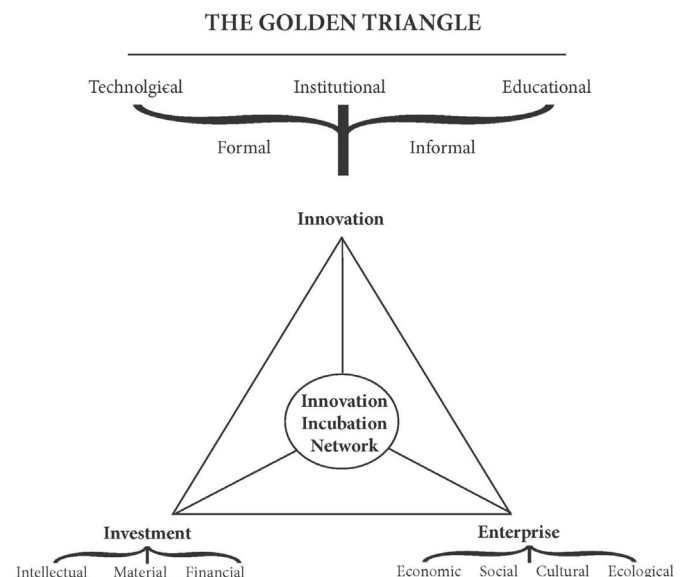 THE GOLDEN TRIANGLE
Technolgical Institutional Educational
Formal Informal
Innovation
Innovation
Incubation
Network
Investment Enterprise
Intellectual Material Financial Economic Social Cultural Ecological